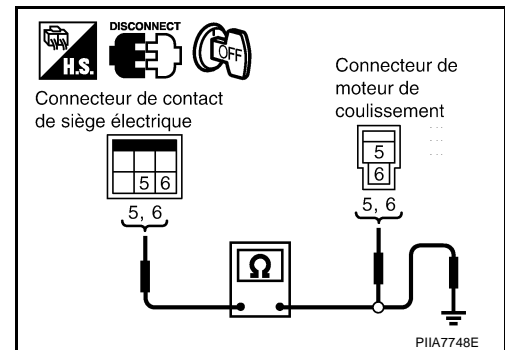 DISCONNECT
H.S.
OFF
Connecteur de contact
de siège électrique
Connecteur de
moteur de
coulissement
5 6
5
6
5, 6
5, 6
Ω
PIIA7748E